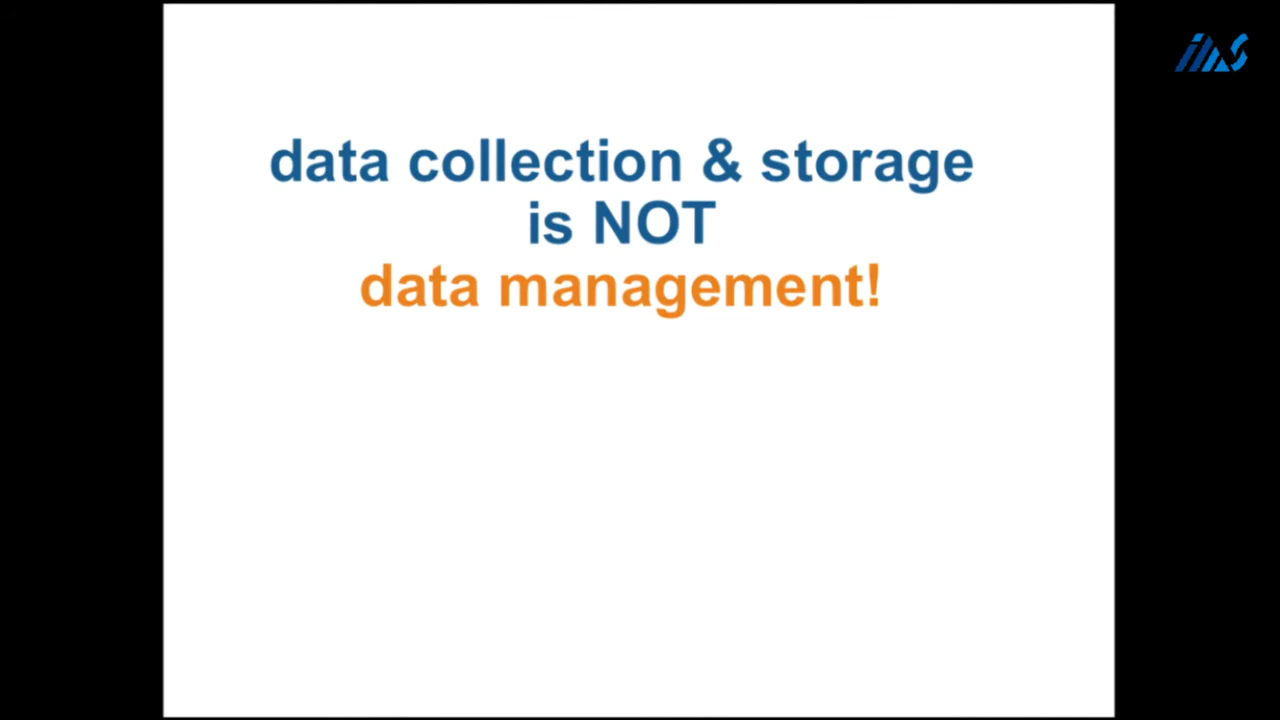 data collection & storage
is NOT
data management!